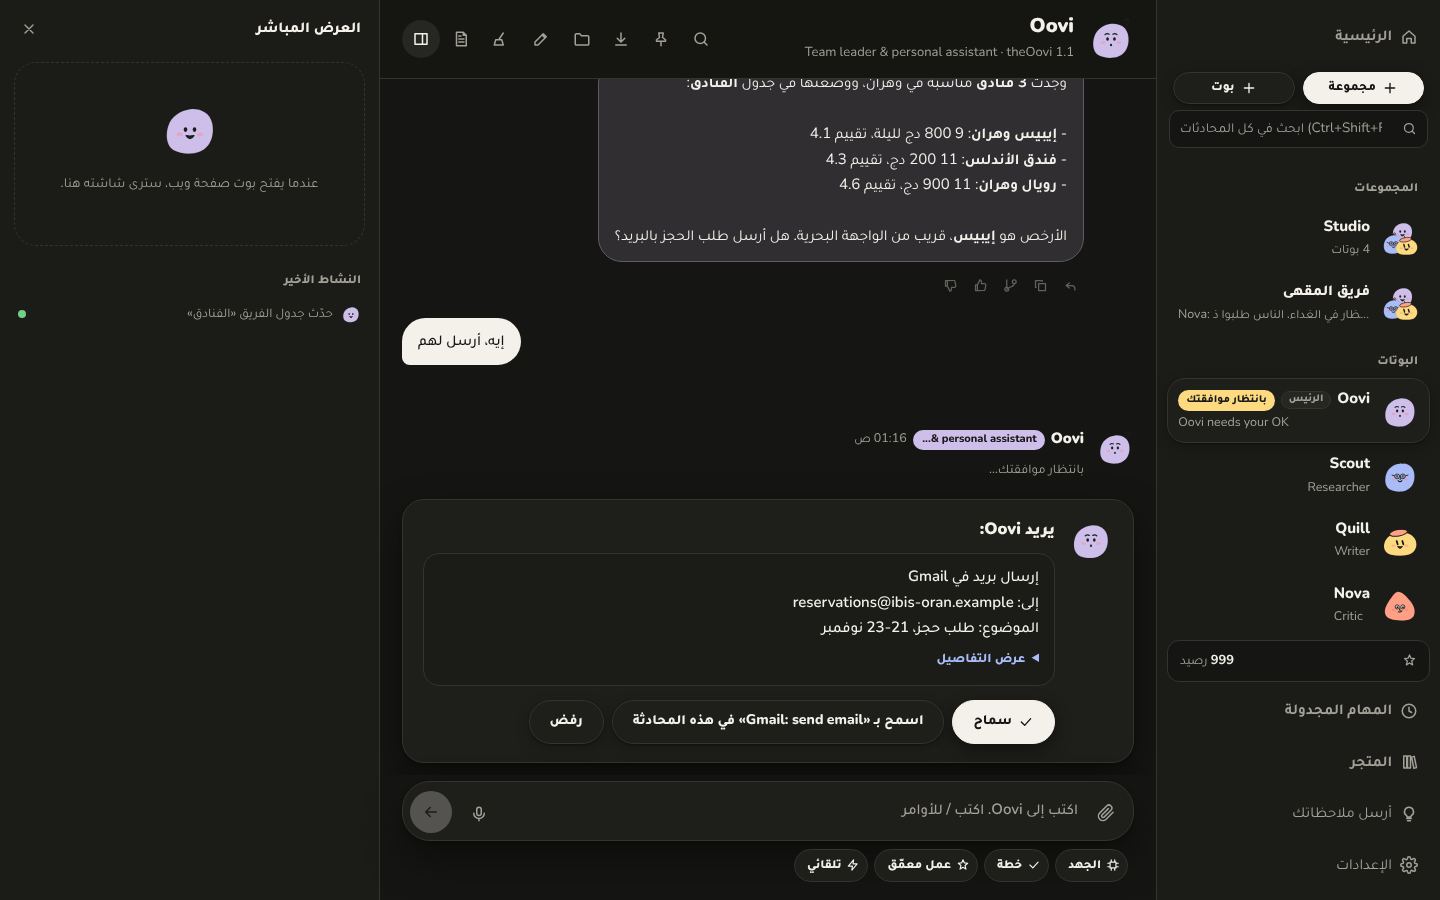 الرئيسية
مجموعة
بوت
ابحث في كل المحادثات (Ctrl+Shift+F
المجموعات
Studio
4 بوتات
فريق المقهى
Nova: ...ظار في الغداء. الناس طلبوا ذ
البوتات
Oovi الرئيس بانتظار موافقتك
Oovi needs your OK
Scout
Researcher
Quill
Writer
Nova
Critic
999 رصيد
المهام المجدولة
المتجر
أرسل ملاحظاتك
الإعدادات
Oovi
Team leader & personal assistant · theOovi 1.1
وجدت 3 فنادق مناسبة في وهران، ووضعتها في جدول الفنادق:
- إيبيس وهران: 9 800 دج لليلة، تقييم 4.1
- فندق الأندلس: 11 200 دج، تقييم 4.3
- رويال وهران: 11 900 دج، تقييم 4.6
الأرخص هو إيبيس، قريب من الواجهة البحرية. هل أرسل طلب الحجز بالبريد؟
إيه، أرسل لهم
Oovi ...& personal assistant 01:16 ص
بانتظار موافقتك...
يريد Oovi:
إرسال بريد في Gmail
إلى: reservations@ibis-oran.example
الموضوع: طلب حجز، 21-23 نوفمبر
عرض التفاصيل
سماح
اسمح بـ «Gmail: send email» في هذه المحادثة
رفض
اكتب إلى Oovi. اكتب / للأوامر
الجهد
خطة
عمل معمّق
تلقائي
العرض المباشر
عندما يفتح بوت صفحة ويب، سترى شاشته هنا.
النشاط الأخير
حدّث جدول الفريق «الفنادق»